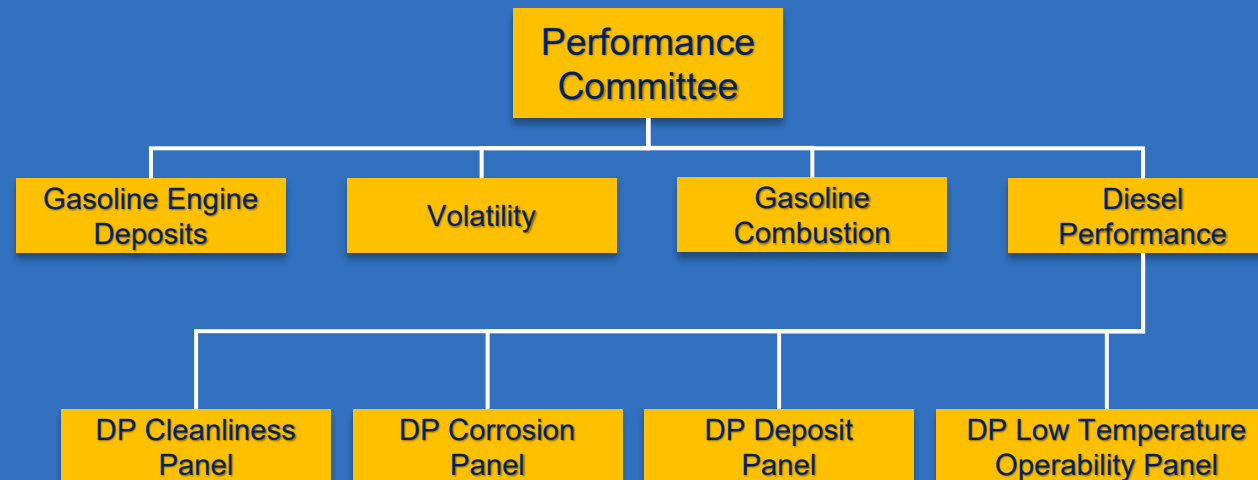 Performance
Committee
Gasoline Engine
Deposits
Volatility
Gasoline
Combustion
Diesel
Performance
DP Cleanliness
Panel
DP Corrosion
Panel
DP Deposit
Panel
DP Low Temperature
Operability Panel